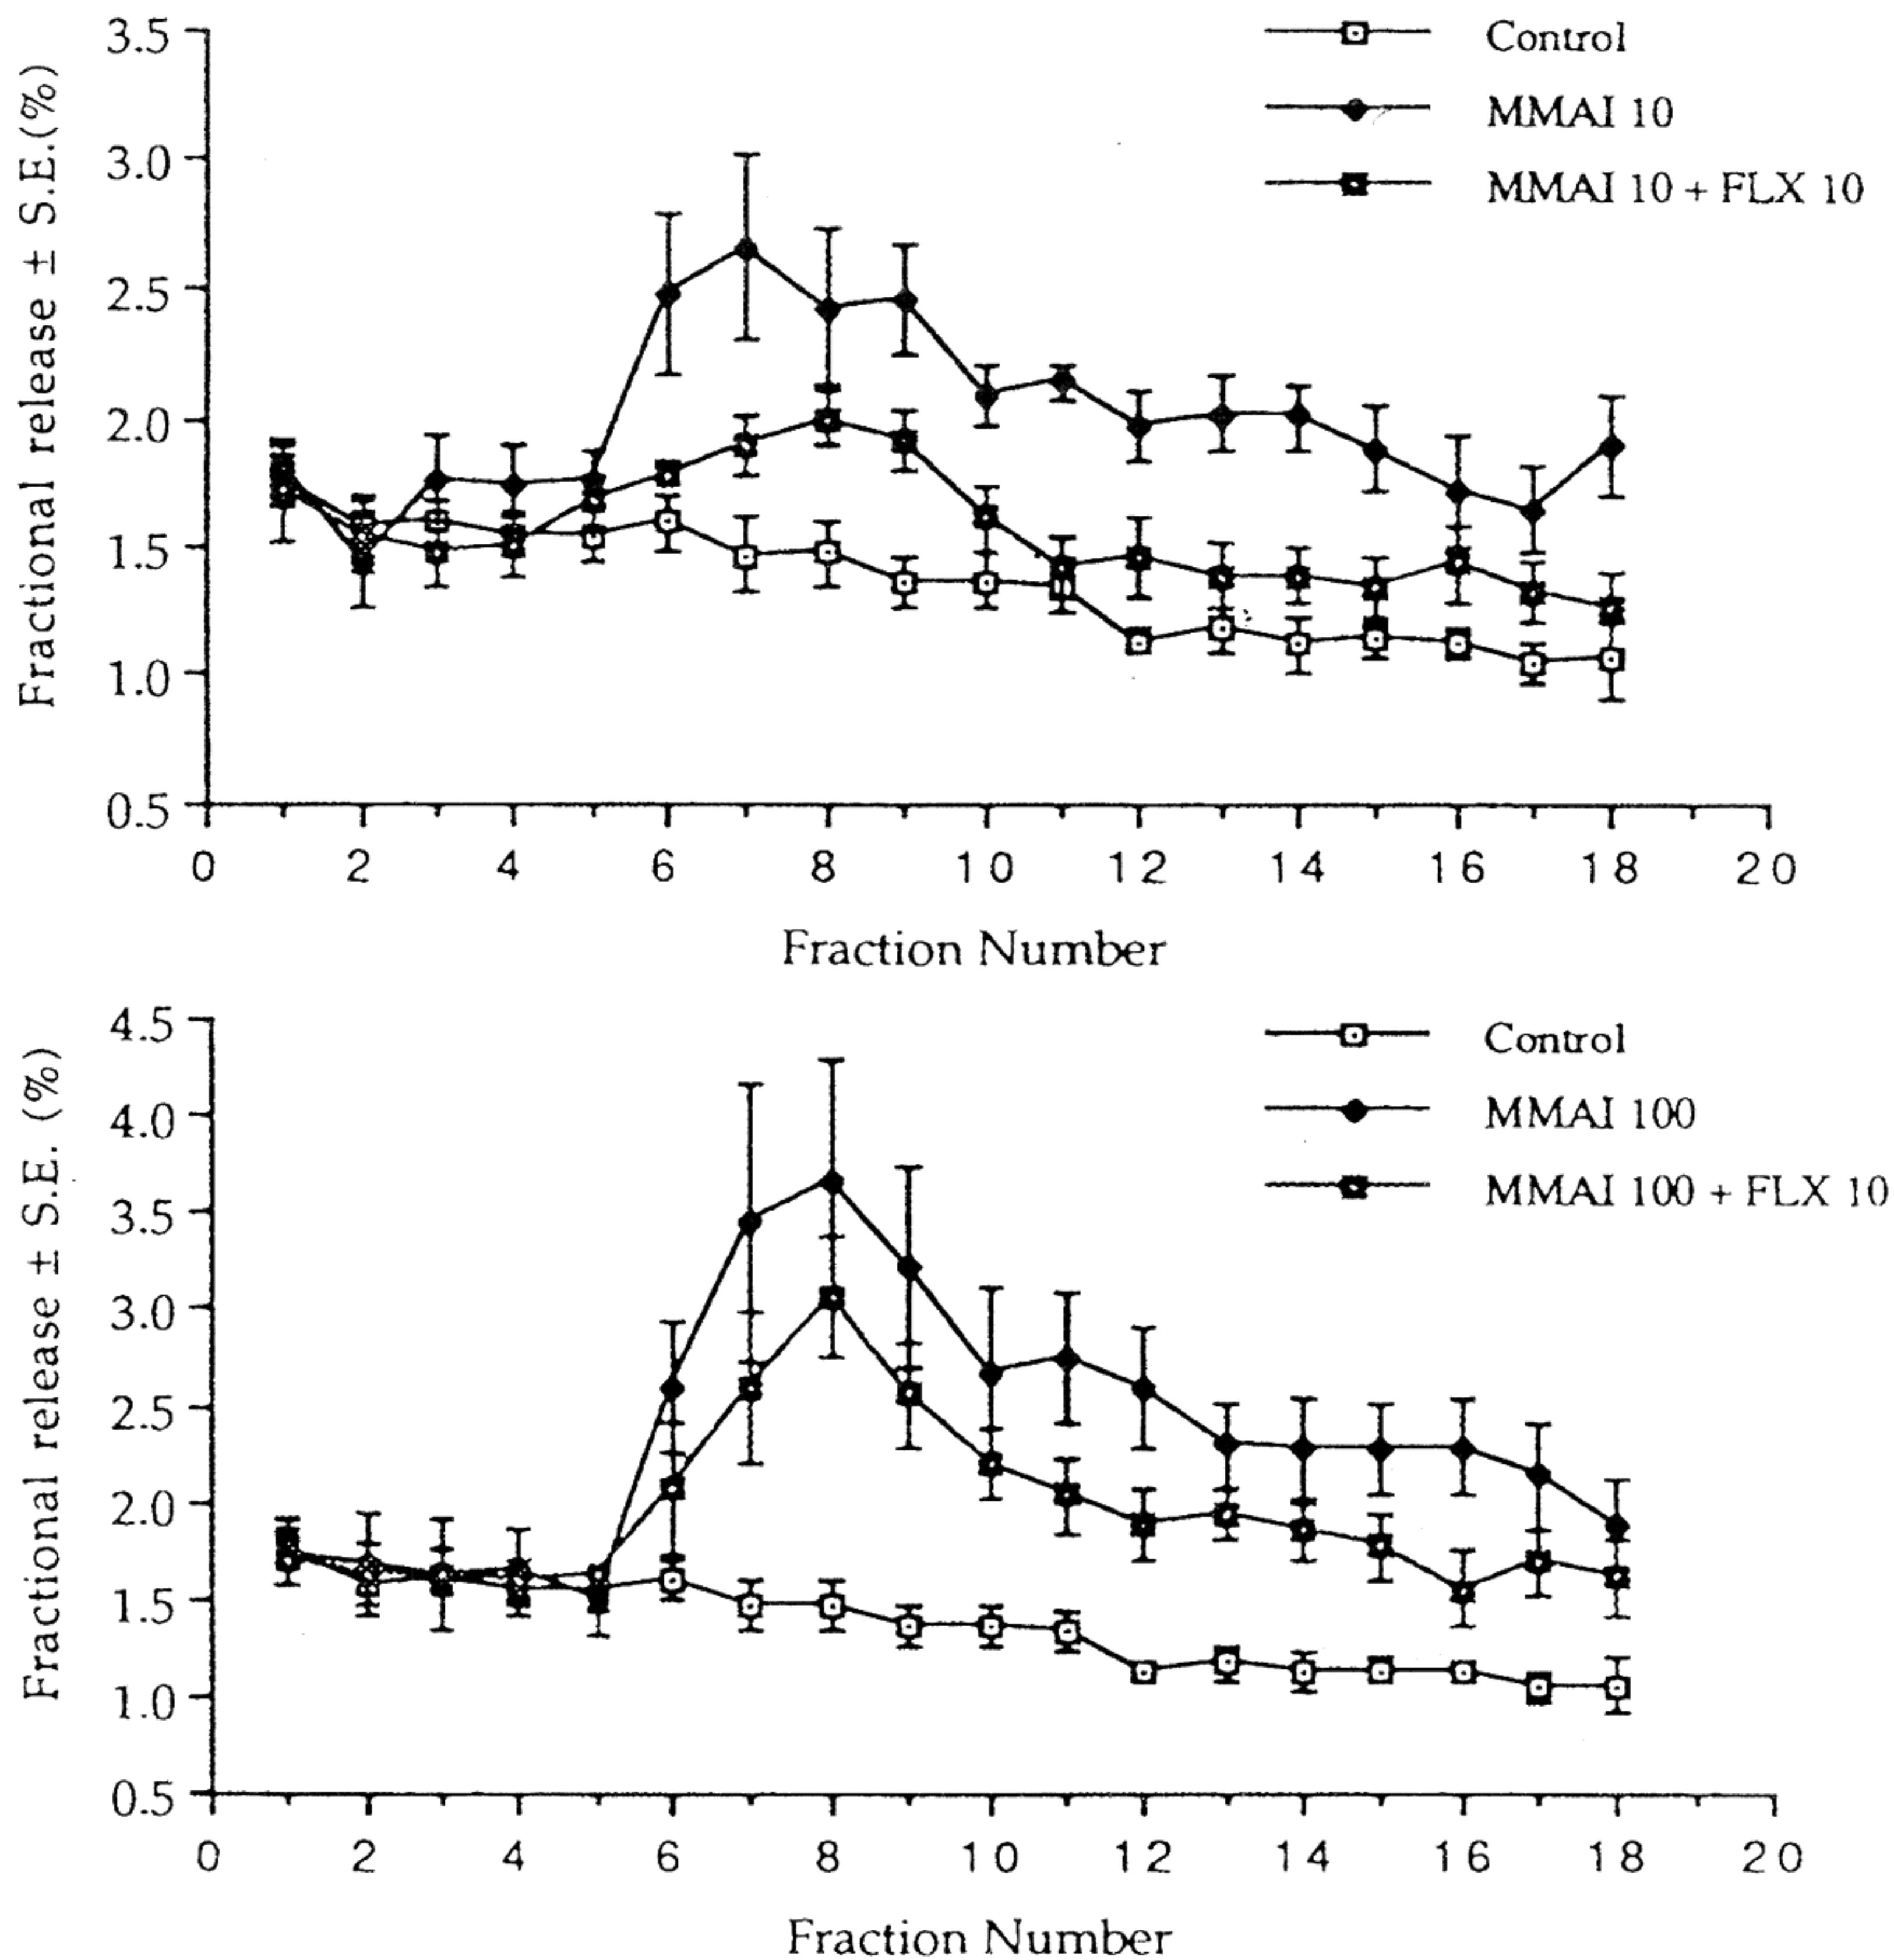 Fractional release ± S.E.(%)
3.5
3.0
2.5
2.0
1.5
1.0
0.5
Control
MMAI 10
MMAI 10 + FLX 10
0 2 4 6 8 10 12 14 16 18 20
Fraction Number
Fractional release ± S.E. (%)
4.5
4.0
3.5
3.0
2.5
2.0
1.5
1.0
0.5
Control
MMAI 100
MMAI 100 + FLX 10
0 2 4 6 8 10 12 14 16 18 20
Fraction Number